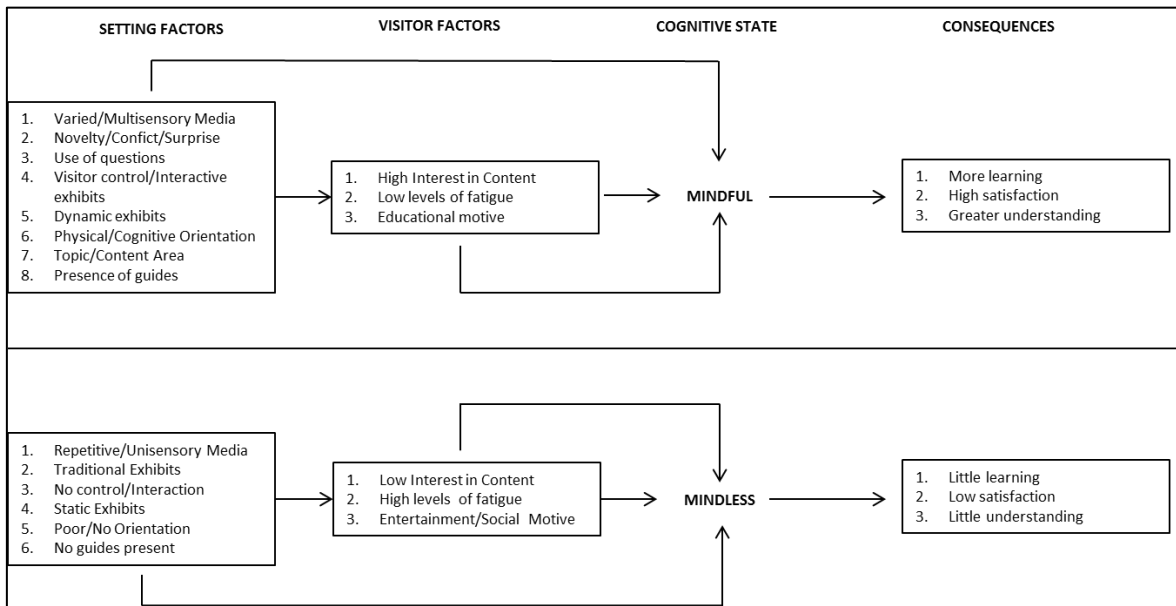 SETTING FACTORS
VISITOR FACTORS
COGNITIVE STATE
CONSEQUENCES
1. Varied/Multisensory Media
2. Novelty/Confict/Surprise
3. Use of questions
4. Visitor control/Interactive
exhibits
5. Dynamic exhibits
6. Physical/Cognitive Orientation
7. Topic/Content Area
8. Presence of guides
1. High Interest in Content
2. Low levels of fatigue
3. Educational motive
MINDFUL
1. More learning
2. High satisfaction
3. Greater understanding
1. Repetitive/Unisensory Media
2. Traditional Exhibits
3. No control/Interaction
4. Static Exhibits
5. Poor/No Orientation
6. No guides present
1. Low Interest in Content
2. High levels of fatigue
3. Entertainment/Social Motive
MINDLESS
1. Little learning
2. Low satisfaction
3. Little understanding